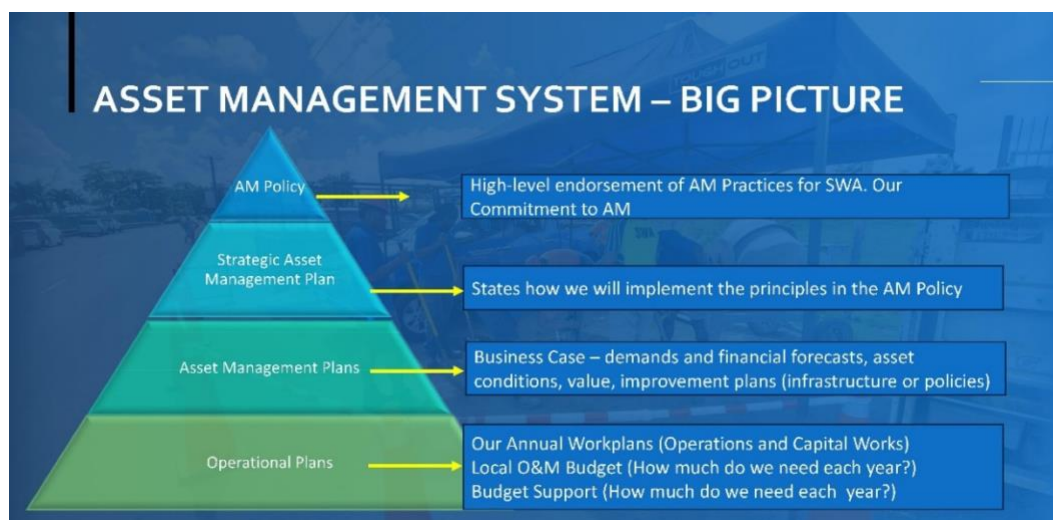 ASSET MANAGEMENT SYSTEM – BIG PICTURE
AM Policy
High-level endorsement of AM Practices for SWA. Our
Commitment to AM
Strategic Asset
Management Plan
States how we will implement the principles in the AM Policy
Asset Management Plans
Business Case – demands and financial forecasts, asset
conditions, value, improvement plans (infrastructure or policies)
Operational Plans
Our Annual Workplans (Operations and Capital Works)
Local O&M Budget (How much do we need each year?)
Budget Support (How much do we need each year?)